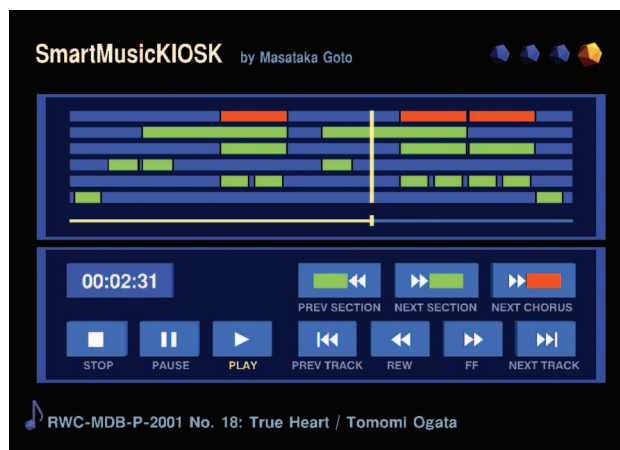 SmartMusicKIOSK by Masataka Goto
00:02:31
PREV SECTION NEXT SECTION NEXT CHORUS
STOP PAUSE PLAY PREV TRACK REW FF NEXT TRACK
RWC-MDB-P-2001 No. 18: True Heart / Tomomi Ogata